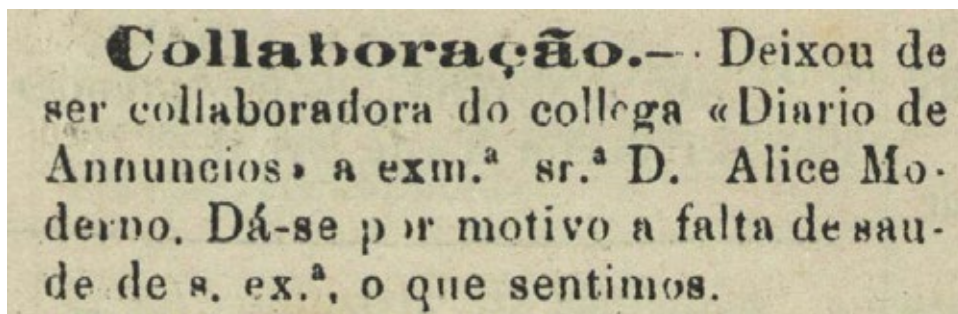 Collaboração.— Deixou de
ser collaboradora do collega «Diario de
Annuncios» a exm.ª sr.ª D. Alice Mo-
derno. Dá-se por motivo a falta de sau-
de de s. ex.ª, o que sentimos.